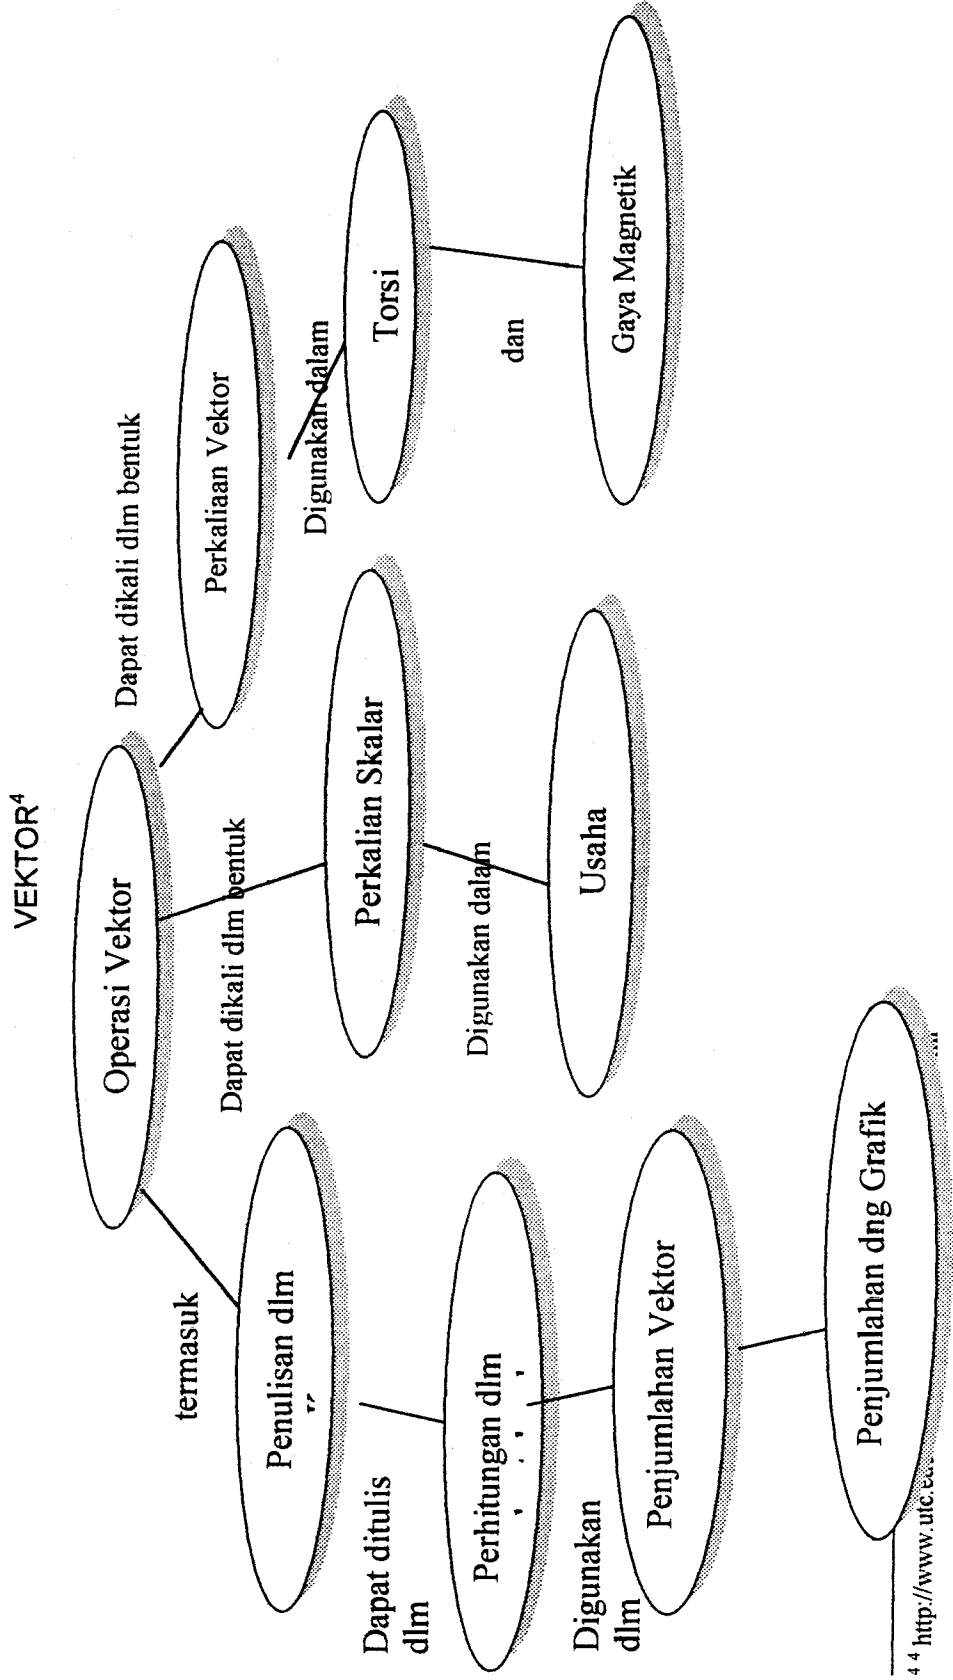 VEKTOR⁴
Operasi Vektor
Dapat dikali dlm bentuk
termasuk
Dapat dikali dlm bentuk
Perkaliaan Vektor
Penulisan dlm
Perkalian Skalar
Digunakan dalam
Dapat ditulis
dlm
Digunakan dalam
Torsi
Perhitungan dlm
Usaha
dan
Digunakan
dlm
Penjumlahan Vektor
Gaya Magnetik
Penjumlahan dng Grafik
⁴ ⁴ http://www.utc.